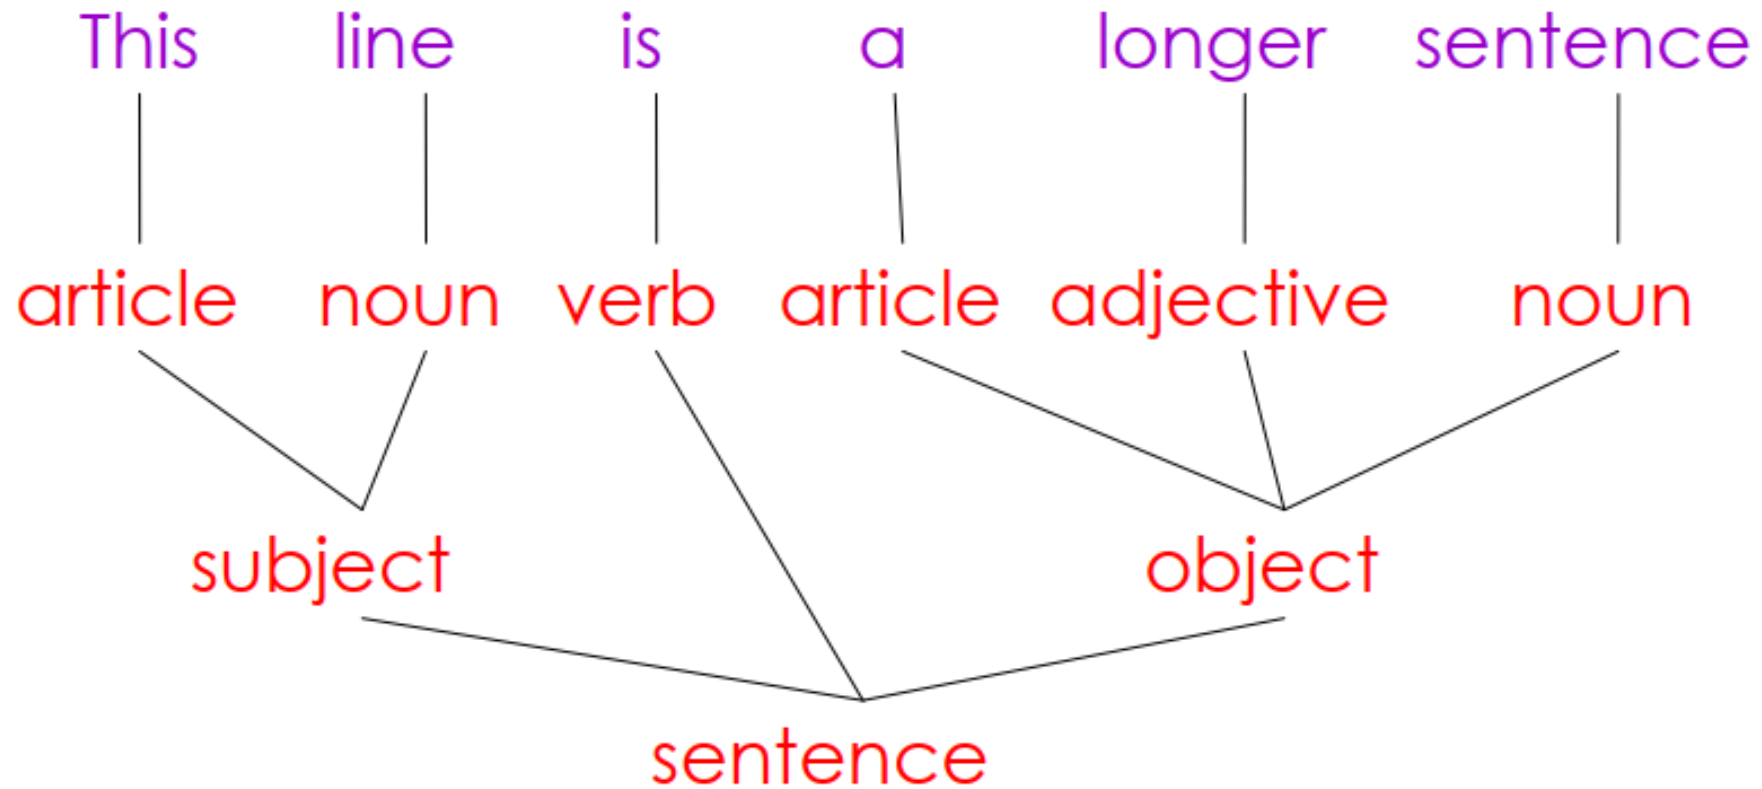 This line is a longer sentence
article noun verb article adjective noun
subject object
sentence